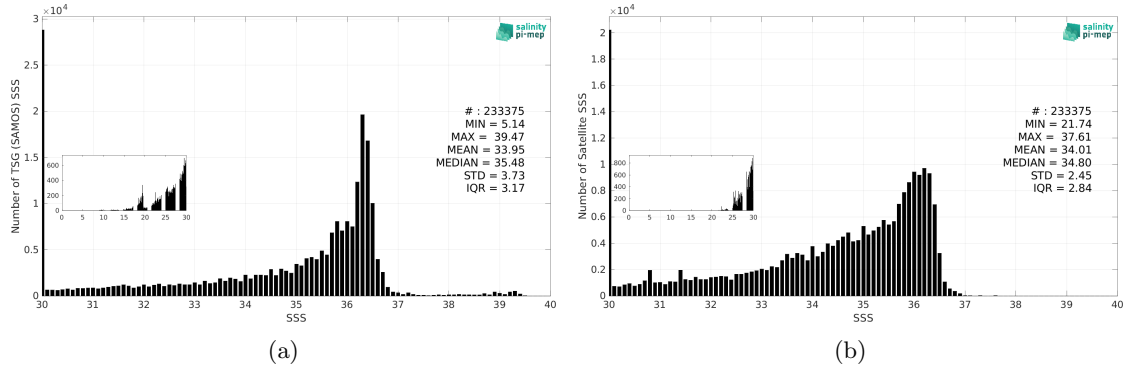 ×10⁴
3
2.5
2
1.5
1
0.5
0
Number of TSG (SAMOS) SSS
30 31 32 33 34 35 36 37 38 39 40
SSS
salinity
pi-mep
# : 233375
MIN = 5.14
MAX = 39.47
MEAN = 33.95
MEDIAN = 35.48
STD = 3.73
IQR = 3.17
600
400
200
0
0 5 10 15 20 25 30
(a)
×10⁴
2
1.8
1.6
1.4
1.2
1
0.8
0.6
0.4
0.2
0
Number of Satellite SSS
30 31 32 33 34 35 36 37 38 39 40
SSS
salinity
pi-mep
# : 233375
MIN = 21.74
MAX = 37.61
MEAN = 34.01
MEDIAN = 34.80
STD = 2.45
IQR = 2.84
800
600
400
200
0
0 5 10 15 20 25 30
(b)